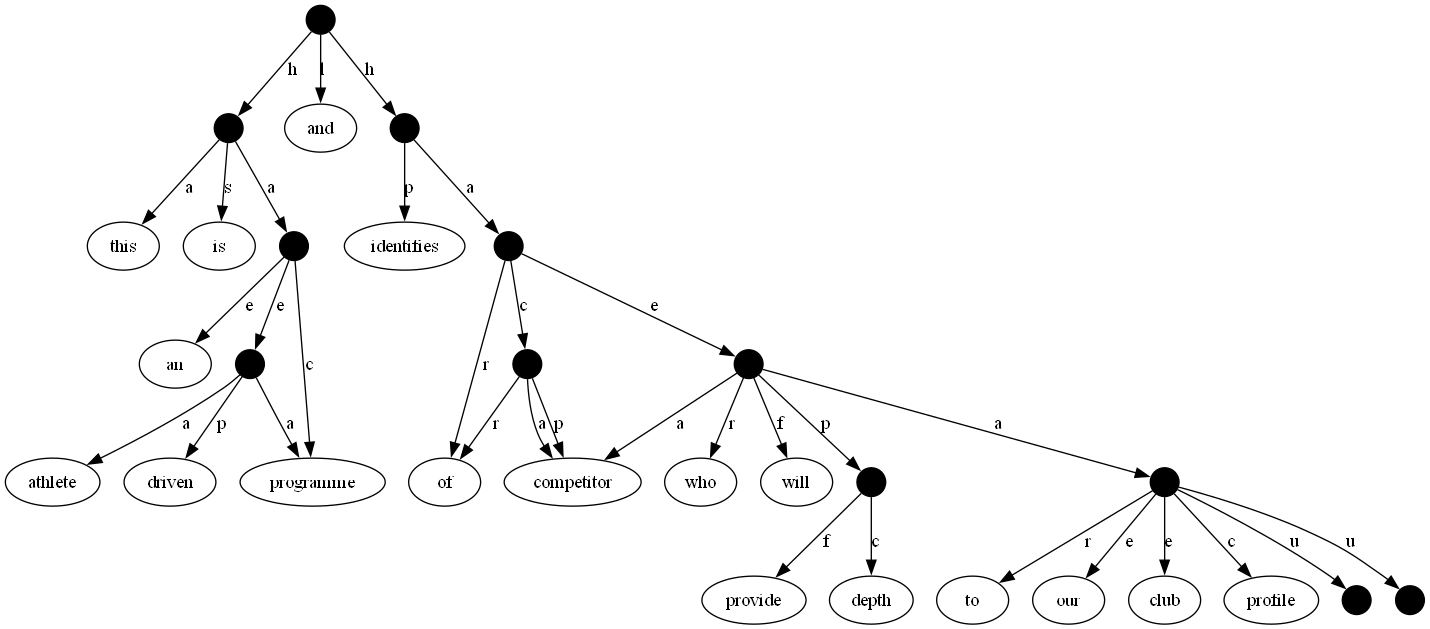 h l h
and
a s a p a
this is identifies
e e c r c e
an
a p a r a p a r f p a
athlete driven programme of competitor who will
f c r e e c u u
provide depth to our club profile